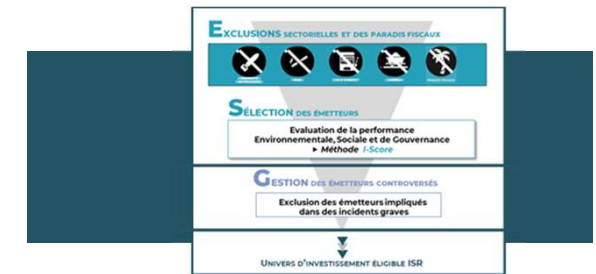 EXCLUSIONS SECTORIELLES ET DES PARADIS FISCAUX
SÉLECTION DES ÉMETTEURS
Evaluation de la performance
Environnementale, Sociale et de Gouvernance
▸ Méthode I-Score
GESTION DES ÉMETTEURS CONTROVERSÉS
Exclusion des émetteurs impliqués
dans des incidents graves
UNIVERS D'INVESTISSEMENT ÉLIGIBLE ISR